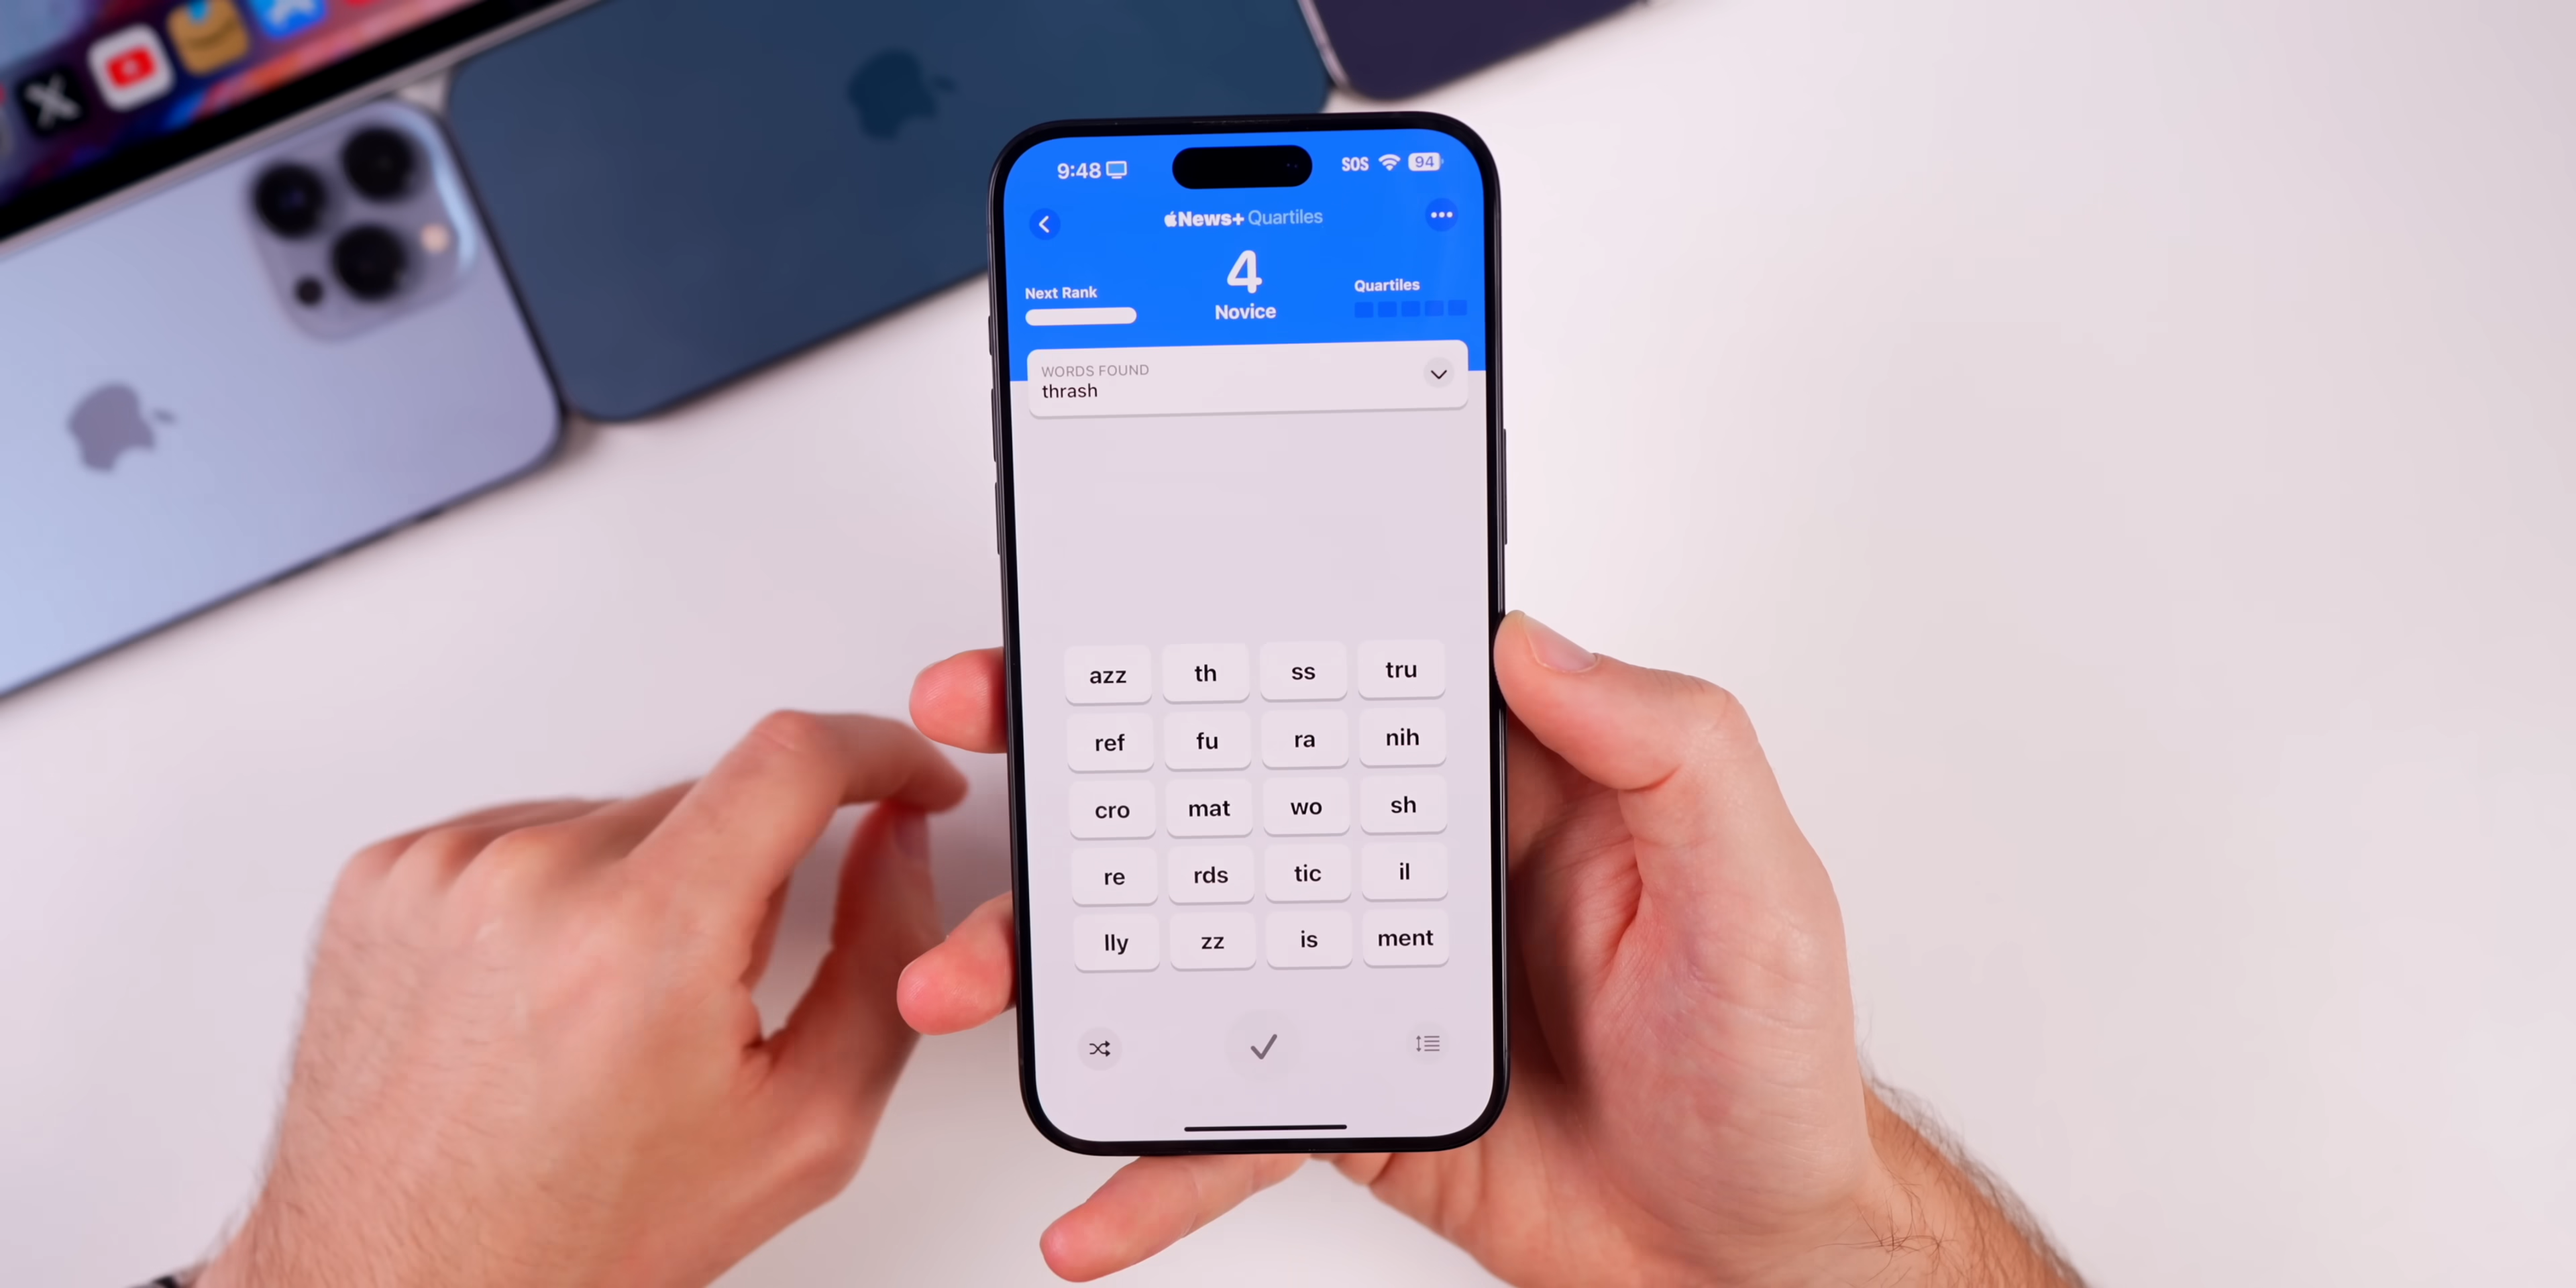 9:48
SOS 94
News+ Quartiles
4
Novice
Next Rank
Quartiles
WORDS FOUND
thrash
azz th ss tru
ref fu ra nih
cro mat wo sh
re rds tic il
lly zz is ment